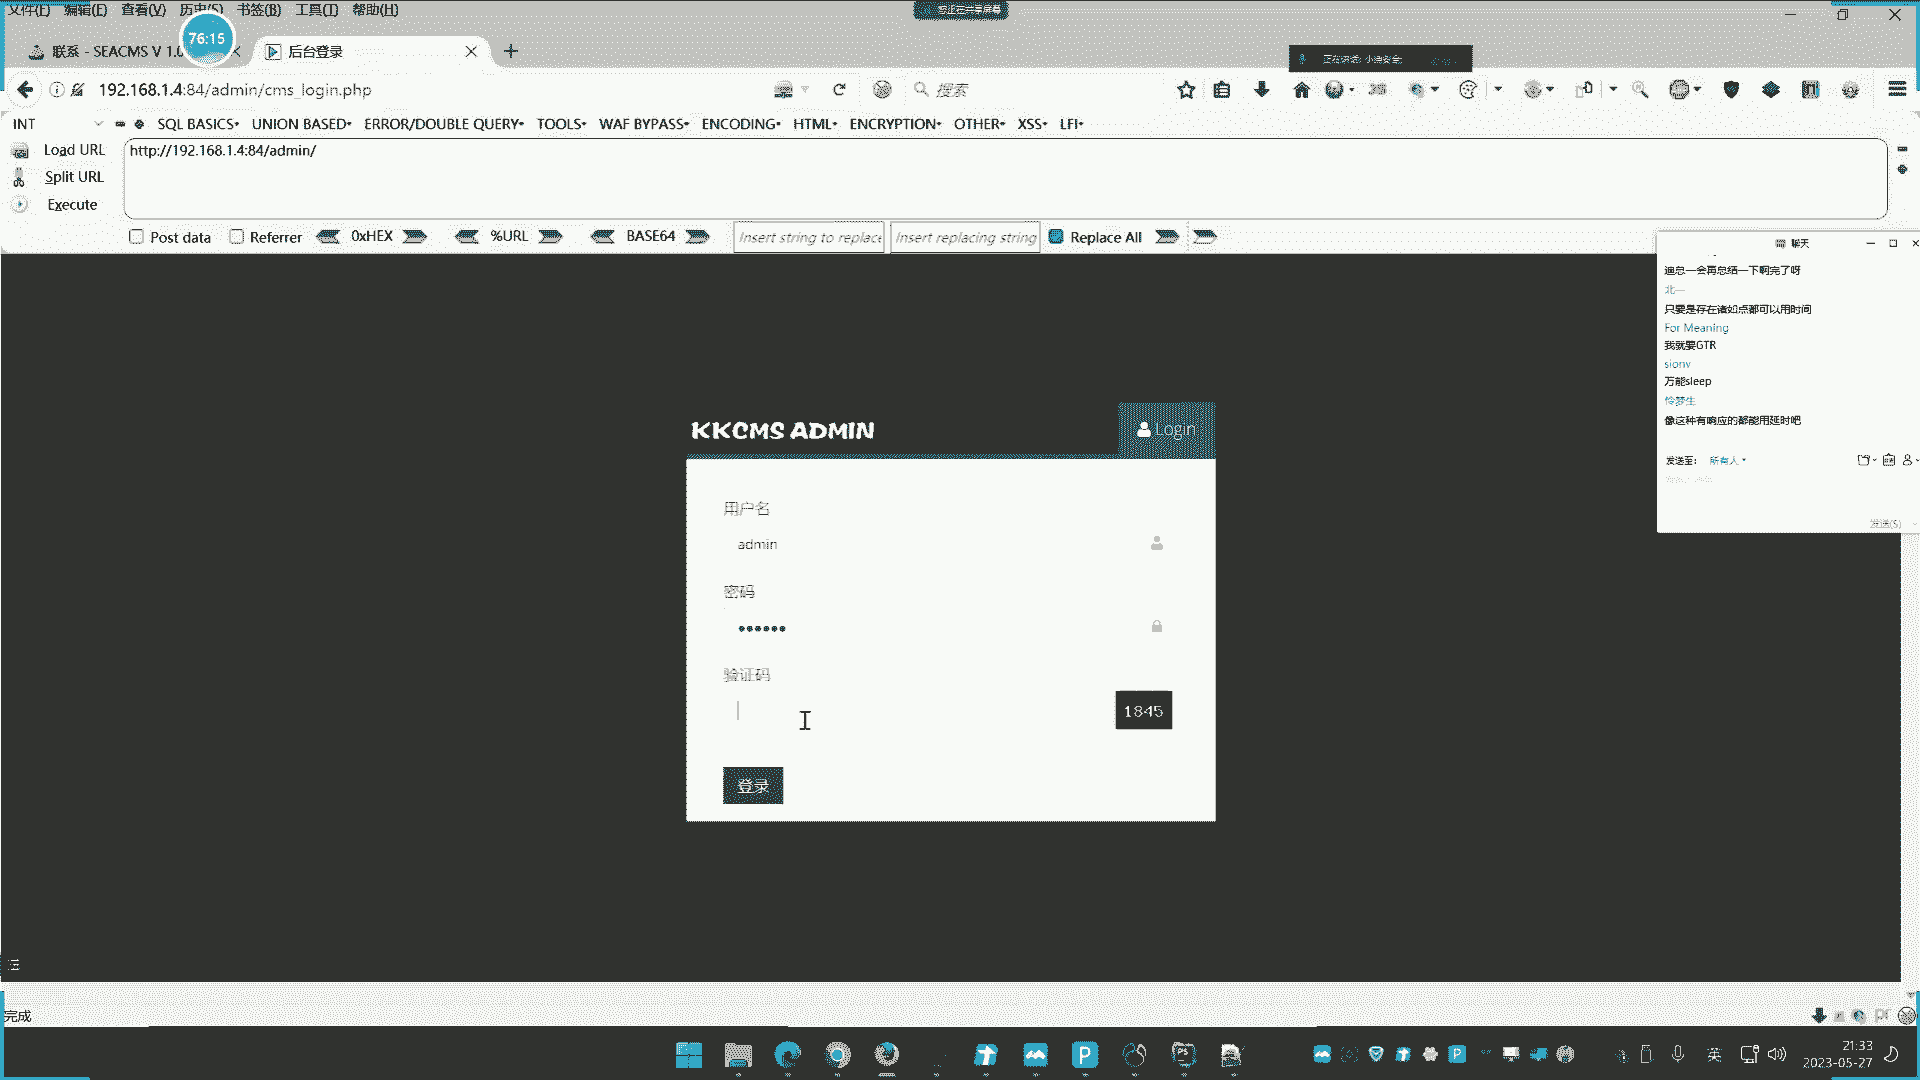 文件(F) 编辑(E) 查看(V) 历史(S) 书签(B) 工具(T) 帮助(H)
76:15
联系 - SEACMS V 1.0
后台登录
192.168.1.4:84/admin/cms_login.php
搜索
INT
SQL BASICS
UNION BASED
ERROR/DOUBLE QUERY
TOOLS
WAF BYPASS
ENCODING
HTML
ENCRYPTION
OTHER
XSS
LFI
Load URL
http://192.168.1.4:84/admin/
Split URL
Execute
Post data
Referrer
0xHEX
%URL
BASE64
Insert string to replace
Insert replacing string
Replace All
聊天
迪总一会再总结一下啊完了呀
北一
只要是存在诸如点都可以用时间
For Meaning
我就要GTR
sionv
万能sleep
怜梦生
像这种有响应的都能用延时吧
发送至: 所有人
发送(S)
KKCMS ADMIN
Login
用户名
admin
密码
验证码
1845
登录
完成
英
21:33
2023-05-27